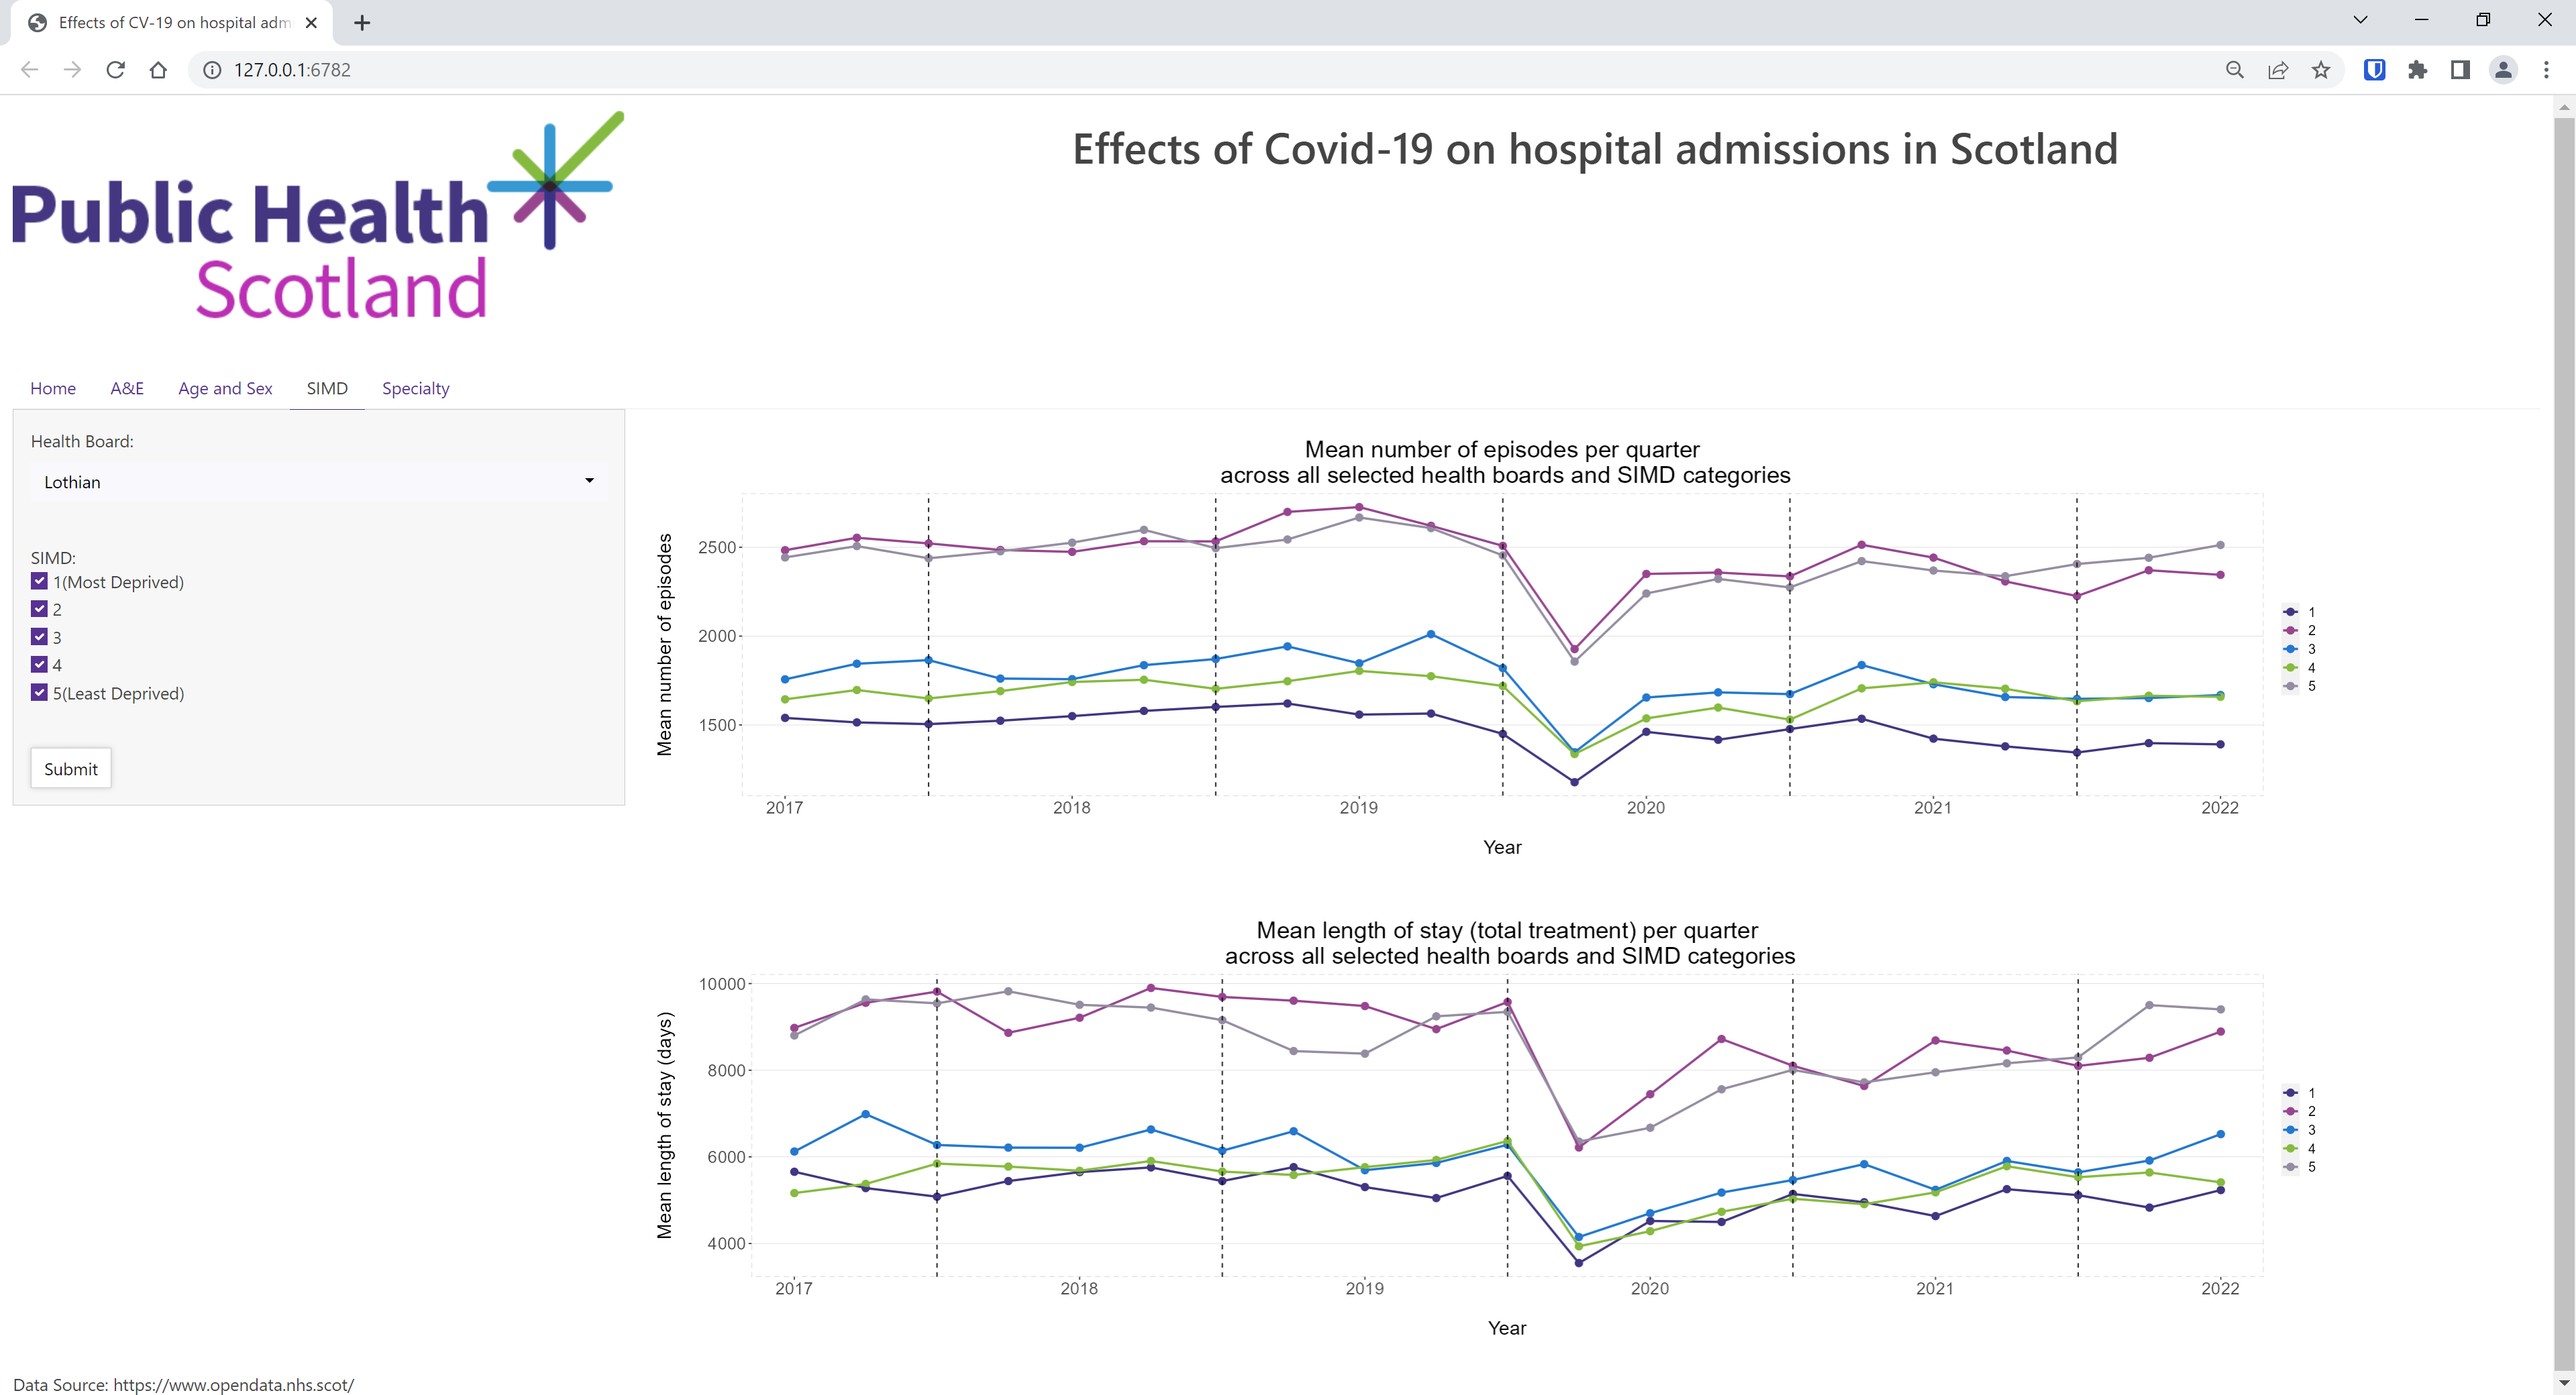 Effects of CV-19 on hospital adm
127.0.0.1:6782
Public Health
Scotland
Effects of Covid-19 on hospital admissions in Scotland
Home A&E Age and Sex SIMD Specialty
Health Board:
Lothian
SIMD:
1(Most Deprived)
2
3
4
5(Least Deprived)
Submit
Mean number of episodes per quarter
across all selected health boards and SIMD categories
Mean number of episodes
2500
2000
1500
2017 2018 2019 2020 2021 2022
Year
1
2
3
4
5
Mean length of stay (total treatment) per quarter
across all selected health boards and SIMD categories
Mean length of stay (days)
10000
8000
6000
4000
2017 2018 2019 2020 2021 2022
Year
1
2
3
4
5
Data Source: https://www.opendata.nhs.scot/